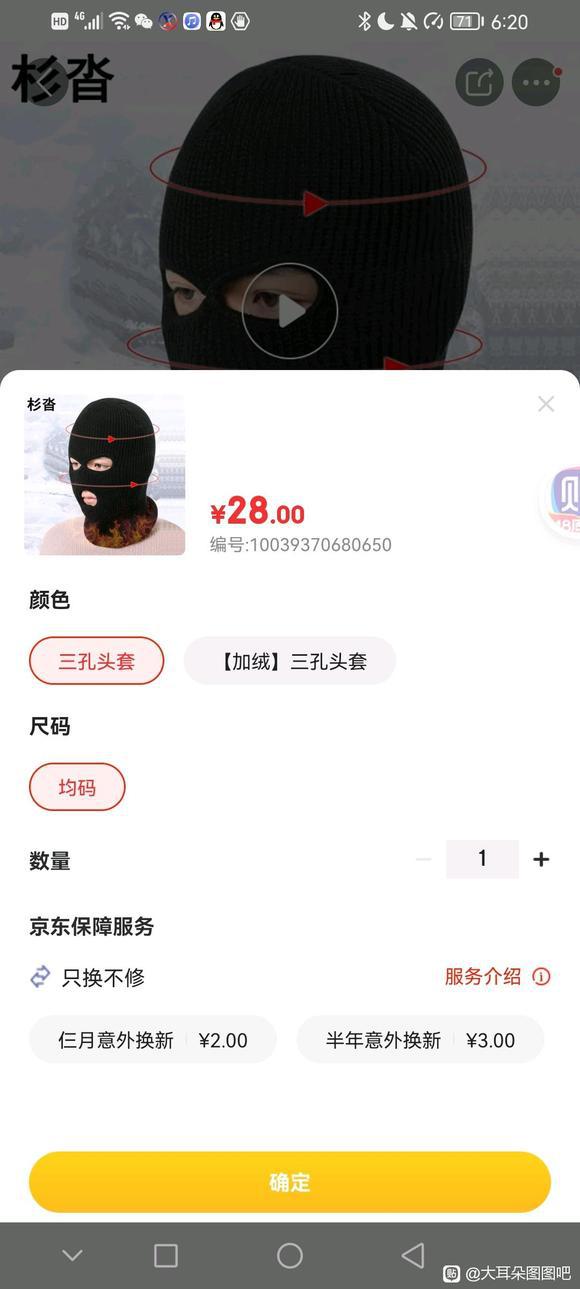 HD 4G 71 6:20
杉沓
杉沓
¥28.00
编号:10039370680650
颜色
三孔头套
【加绒】三孔头套
尺码
均码
数量
1
京东保障服务
只换不修
服务介绍
仨月意外换新 ¥2.00
半年意外换新 ¥3.00
确定
贴 @大耳朵图图吧